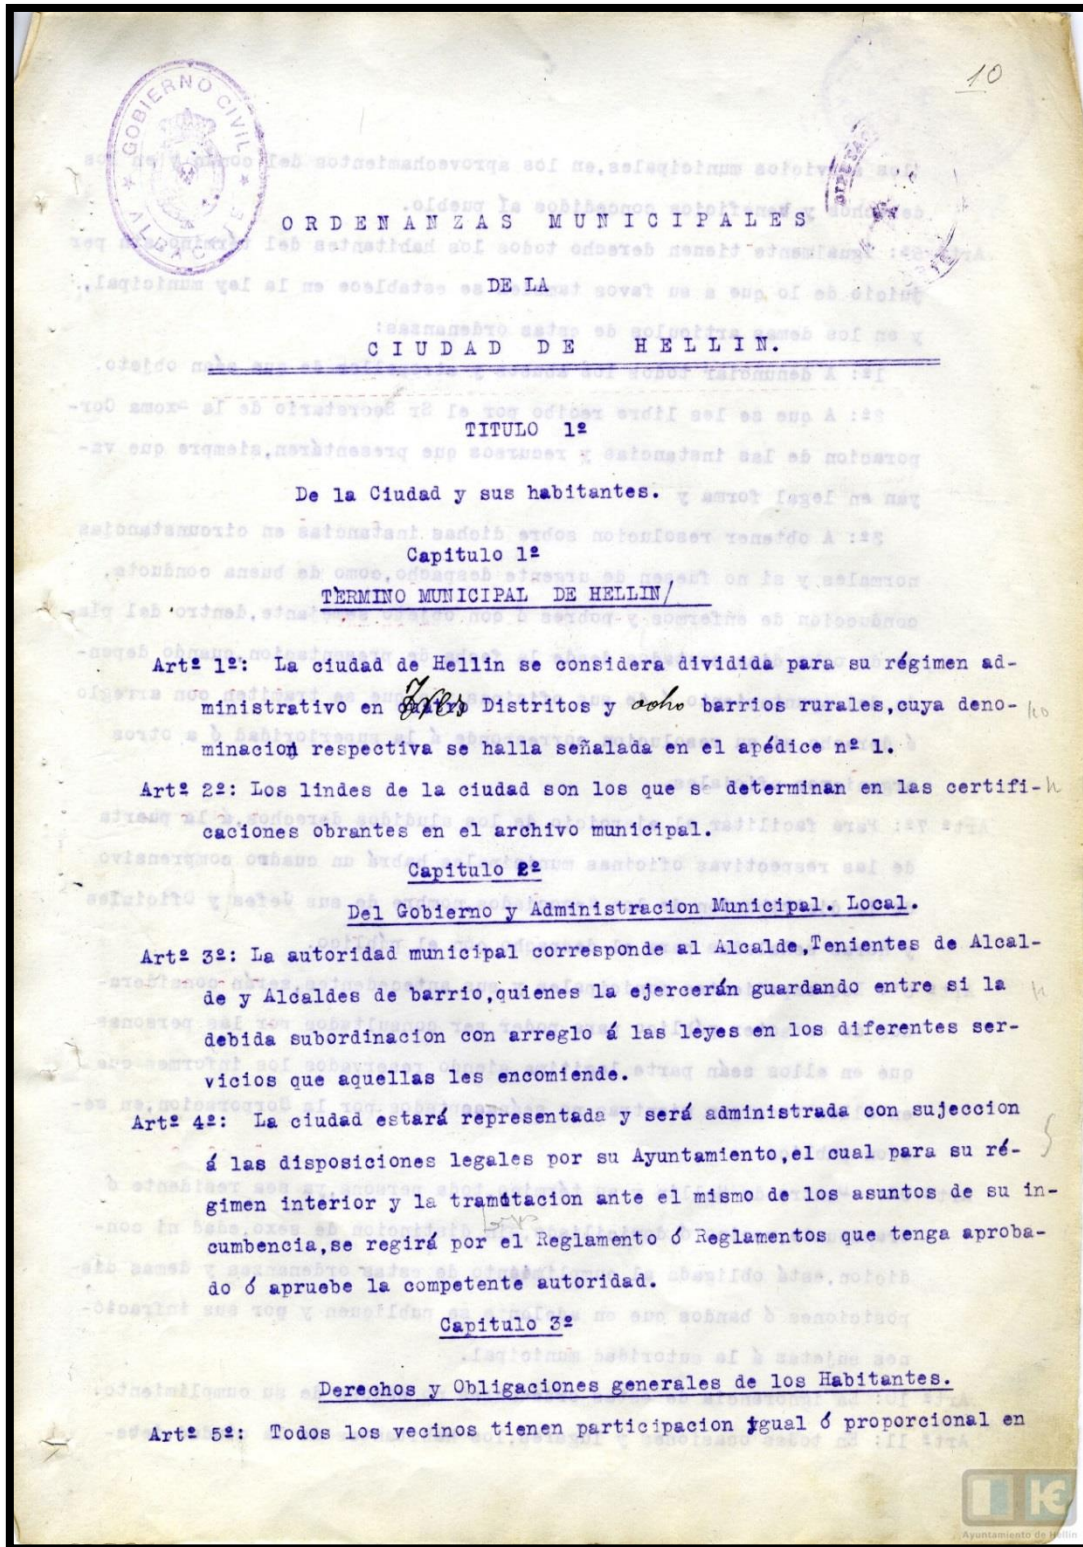 10
GOBIERNO CIVIL
ALBACETE
ORDENANZAS MUNICIPALES
DE LA
CIUDAD DE HELLIN.
TITULO 1º
De la Ciudad y sus habitantes.
Capitulo 1º
TERMINO MUNICIPAL DE HELLIN/
Artº 1º: La ciudad de Hellin se considera dividida para su régimen ad-
ministrativo en Tres Distritos y ocho barrios rurales,cuya deno-
minacion respectiva se halla señalada en el apédice nº 1.
Artº 2º: Los lindes de la ciudad son los que se determinan en las certifi-
caciones obrantes en el archivo municipal.
Capitulo 2º
Del Gobierno y Administracion Municipal. Local.
Artº 3º: La autoridad municipal corresponde al Alcalde,Tenientes de Alcal-
de y Alcaldes de barrio,quienes la ejercerán guardando entre si la
debida subordinacion con arreglo á las leyes en los diferentes ser-
vicios que aquellas les encomiende.
Artº 4º: La ciudad estará representada y será administrada con sujeccion
á las disposiciones legales por su Ayuntamiento,el cual para su ré-
gimen interior y la tramitacion ante el mismo de los asuntos de su in-
cumbencia,se regirá por el Reglamento ó Reglamentos que tenga aproba-
do ó apruebe la competente autoridad.
Capitulo 3º
Derechos y Obligaciones generales de los Habitantes.
Artº 5º: Todos los vecinos tienen participacion igual ó proporcional en
Ayuntamiento de Hellín